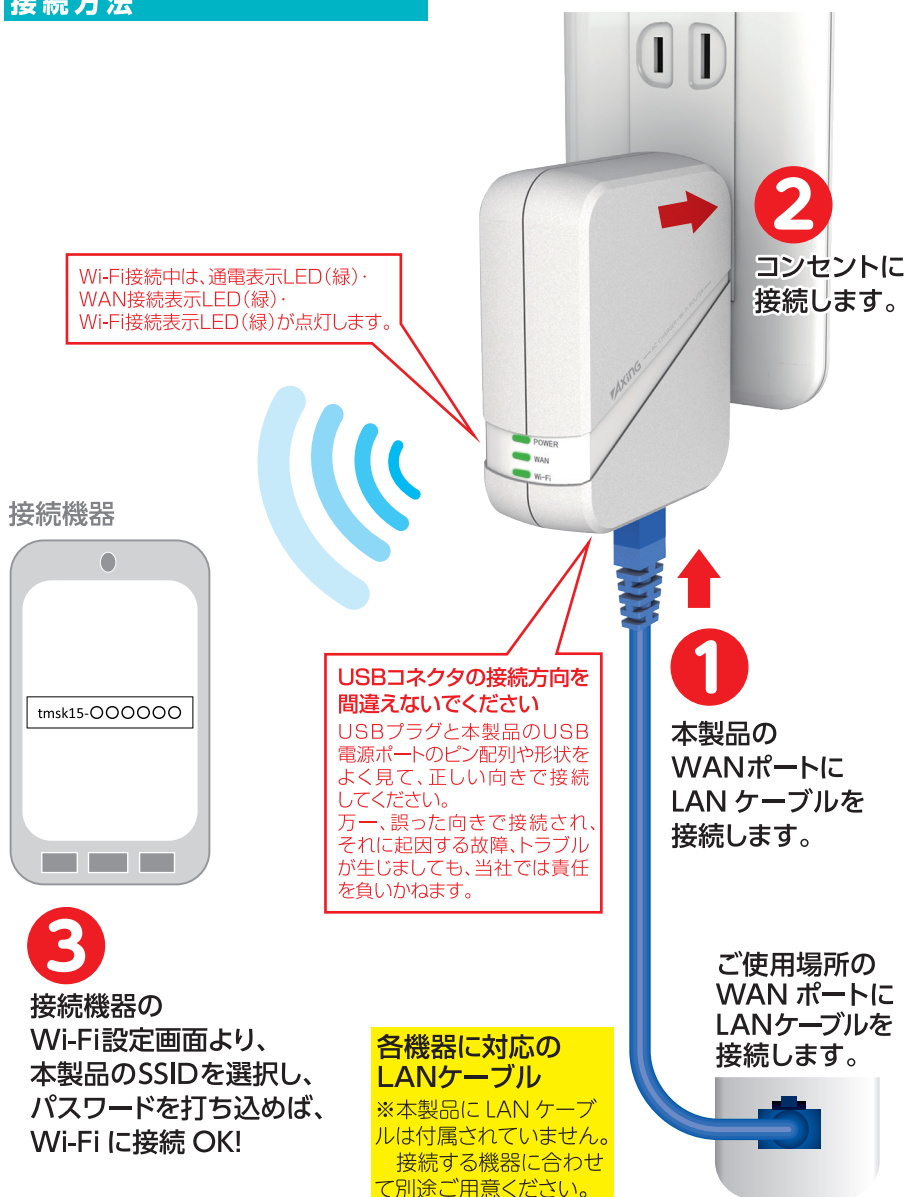 接続方法
2
コンセントに
接続します。
Wi-Fi接続中は、通電表示LED(緑)・
WAN接続表示LED(緑)・
Wi-Fi接続表示LED(緑)が点灯します。
AXING
POWER
WAN
Wi-Fi
接続機器
tmsk15-〇〇〇〇〇〇
USBコネクタの接続方向を
間違えないでください
USBプラグと本製品のUSB
電源ポートのピン配列や形状を
よく見て、正しい向きで接続
してください。
万一、誤った向きで接続され、
それに起因する故障、トラブル
が生じましても、当社では責任
を負いかねます。
1
本製品の
WANポートに
LAN ケーブルを
接続します。
3
接続機器の
Wi-Fi設定画面より、
本製品のSSIDを選択し、
パスワードを打ち込めば、
Wi-Fi に接続 OK!
各機器に対応の
LANケーブル
※本製品に LAN ケーブ
ルは付属されていません。
接続する機器に合わせ
て別途ご用意ください。
ご使用場所の
WAN ポートに
LANケーブルを
接続します。